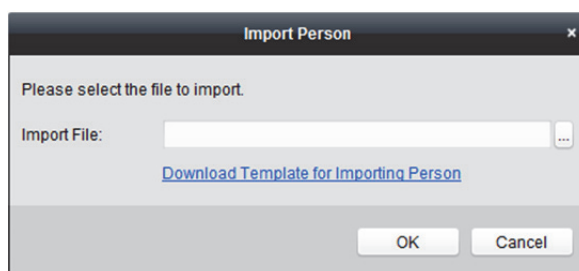 Import Person
Please select the file to import.
Import File:
...
Download Template for Importing Person
OK Cancel